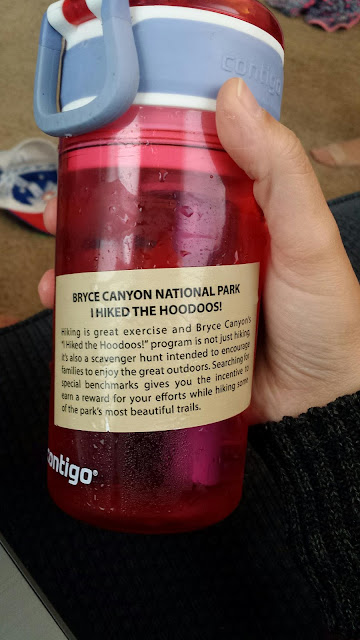 contigo
BRYCE CANYON NATIONAL PARK
I HIKED THE HOODOOS!
Hiking is great exercise and Bryce Canyon's
"I Hiked the Hoodoos!" program is not just hiking,
it's also a scavenger hunt intended to encourage
families to enjoy the great outdoors. Searching for
special benchmarks gives you the incentive to
earn a reward for your efforts while hiking some
of the park's most beautiful trails.
contigo®